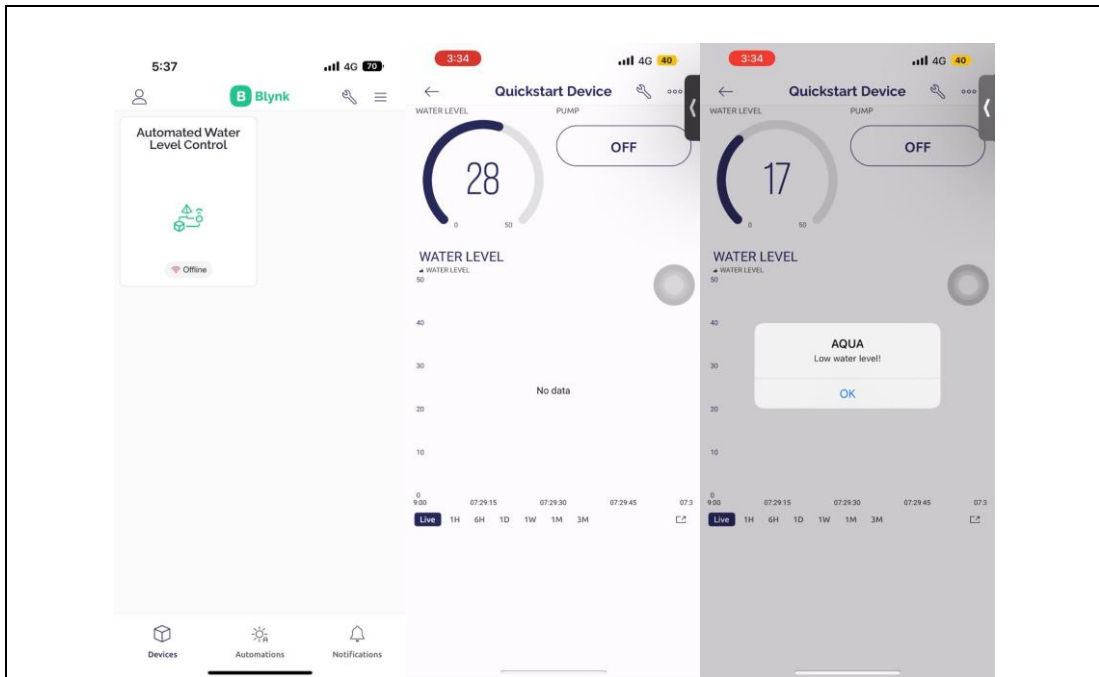 5:37
4G 70
B Blynk
Automated Water
Level Control
Offline
Devices
Automations
Notifications
3:34
4G 40
Quickstart Device
WATER LEVEL
PUMP
28
OFF
0
50
WATER LEVEL
WATER LEVEL
50
40
30
No data
20
10
0
9:00 07:29:15 07:29:30 07:29:45 07:3
Live 1H 6H 1D 1W 1M 3M
3:34
4G 40
Quickstart Device
WATER LEVEL
PUMP
17
OFF
0
50
WATER LEVEL
WATER LEVEL
50
40
AQUA
Low water level!
30
OK
20
10
0
9:00 07:29:15 07:29:30 07:29:45 07:3
Live 1H 6H 1D 1W 1M 3M